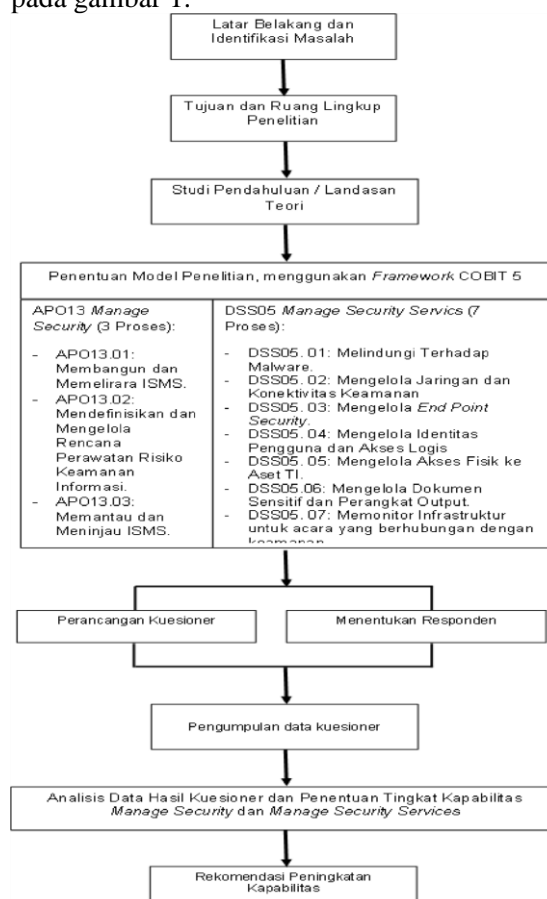 pada gambar 1.
Latar Belakang dan
Identifikasi Masalah
Tujuan dan Ruang Lingkup
Penelitian
Studi Pendahuluan / Landasan
Teori
Penentuan Model Penelitian, menggunakan Framework COBIT 5
APO13 Manage
Security (3 Proses):
- APO13.01:
Membangun dan
Memelirara ISMS.
- APO13.02:
Mendefinisikan dan
Mengelola
Rencana
Perawatan Risiko
Keamanan
Informasi.
- APO13.03:
Memantau dan
Meninjau ISMS.
DSS05 Manage Security Servics (7
Proses):
- DSS05. 01: Melindungi Terhadap
Malware.
- DSS05. 02: Mengelola Jaringan dan
Konektivitas Keamanan
- DSS05. 03: Mengelola End Point
Security.
- DSS05. 04: Mengelola Identitas
Pengguna dan Akses Logis
- DSS05. 05: Mengelola Akses Fisik ke
Aset TI.
- DSS05.06: Mengelola Dokumen
Sensitif dan Perangkat Output.
- DSS05. 07: Memonitor Infrastruktur
untuk acara yang berhubungan dengan
keamanan
Perancangan Kuesioner
Menentukan Responden
Pengumpulan data kuesioner
Analisis Data Hasil Kuesioner dan Penentuan Tingkat Kapabilitas
Manage Security dan Manage Security Services
Rekomendasi Peningkatan
Kapabilitas